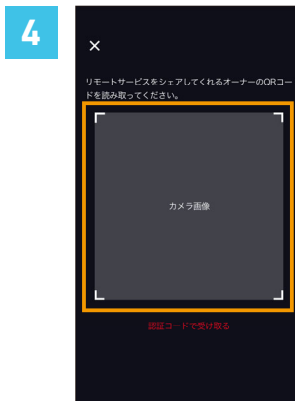 4
×
リモートサービスをシェアしてくれるオーナーのQRコー
ドを読み取ってください。
カメラ画像
認証コードで受け取る